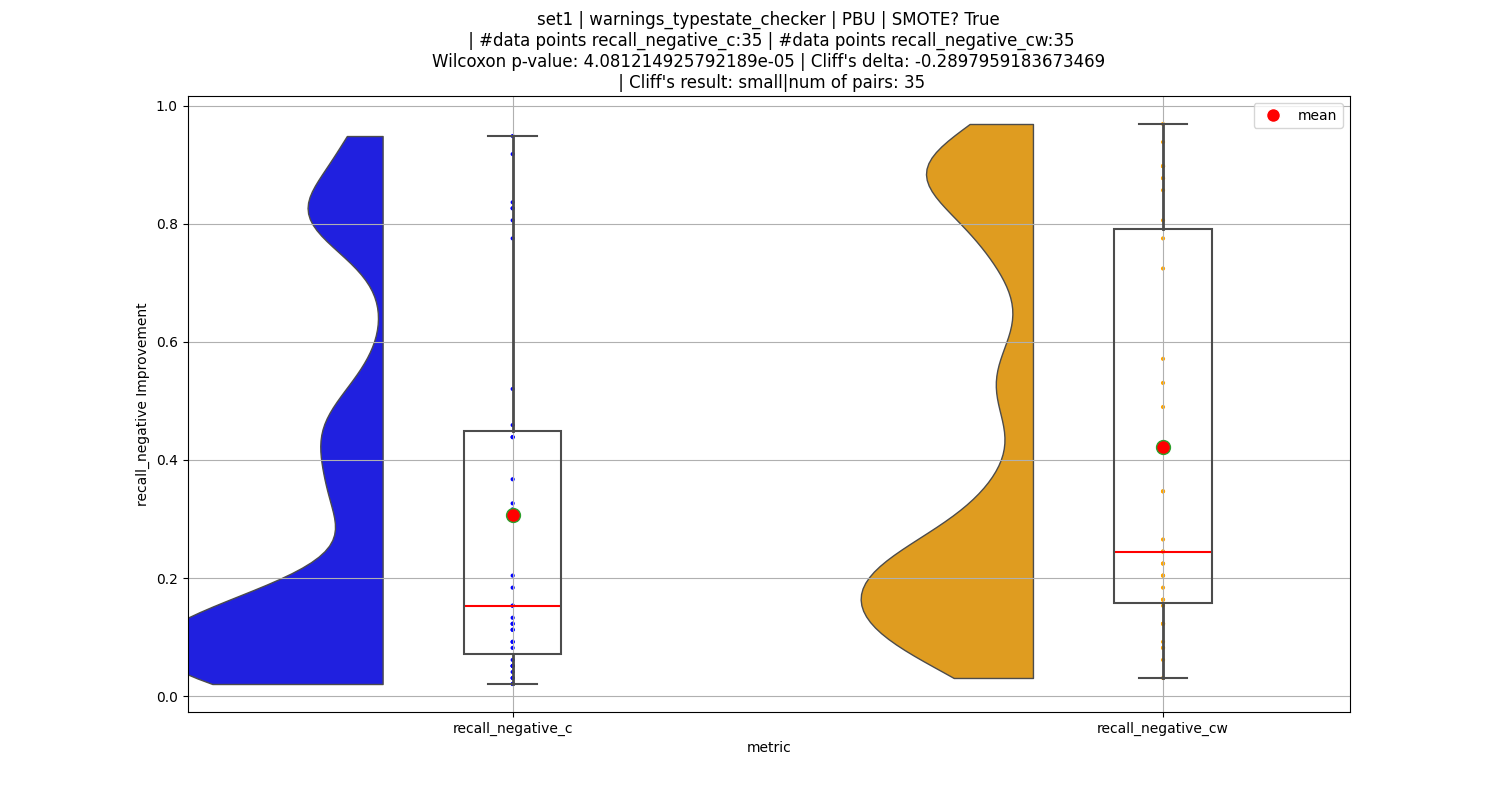 set1 | warnings_typestate_checker | PBU | SMOTE? True
| #data points recall_negative_c:35 | #data points recall_negative_cw:35
Wilcoxon p-value: 4.081214925792189e-05 | Cliff's delta: -0.2897959183673469
| Cliff's result: small|num of pairs: 35
mean
recall_negative Improvement
1.0
0.8
0.6
0.4
0.2
0.0
recall_negative_c
recall_negative_cw
metric